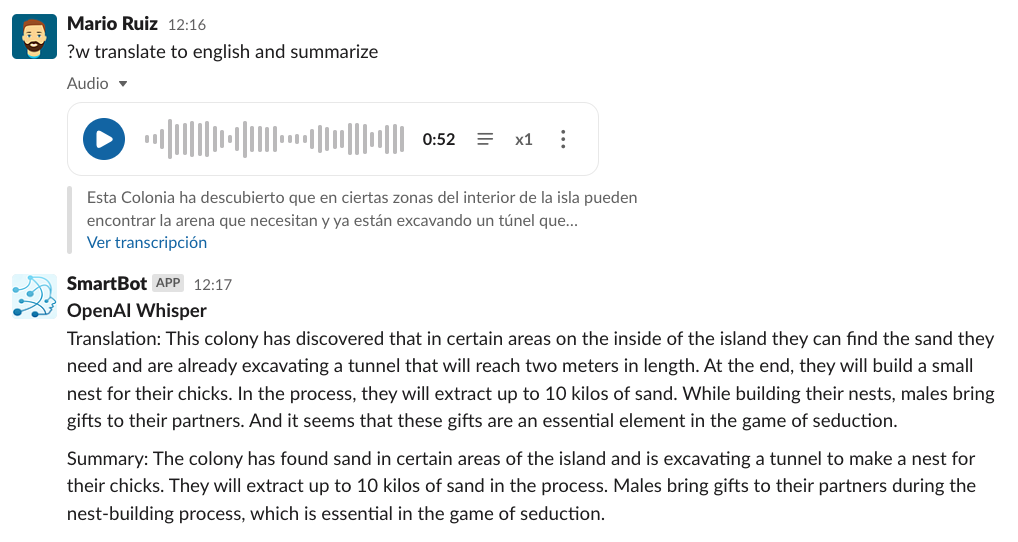 Mario Ruiz 12:16
?w translate to english and summarize
Audio
0:52 x1
Esta Colonia ha descubierto que en ciertas zonas del interior de la isla pueden
encontrar la arena que necesitan y ya están excavando un túnel que...
Ver transcripción
SmartBot APP 12:17
OpenAI Whisper
Translation: This colony has discovered that in certain areas on the inside of the island they can find the sand they
need and are already excavating a tunnel that will reach two meters in length. At the end, they will build a small
nest for their chicks. In the process, they will extract up to 10 kilos of sand. While building their nests, males bring
gifts to their partners. And it seems that these gifts are an essential element in the game of seduction.
Summary: The colony has found sand in certain areas of the island and is excavating a tunnel to make a nest for
their chicks. They will extract up to 10 kilos of sand in the process. Males bring gifts to their partners during the
nest-building process, which is essential in the game of seduction.